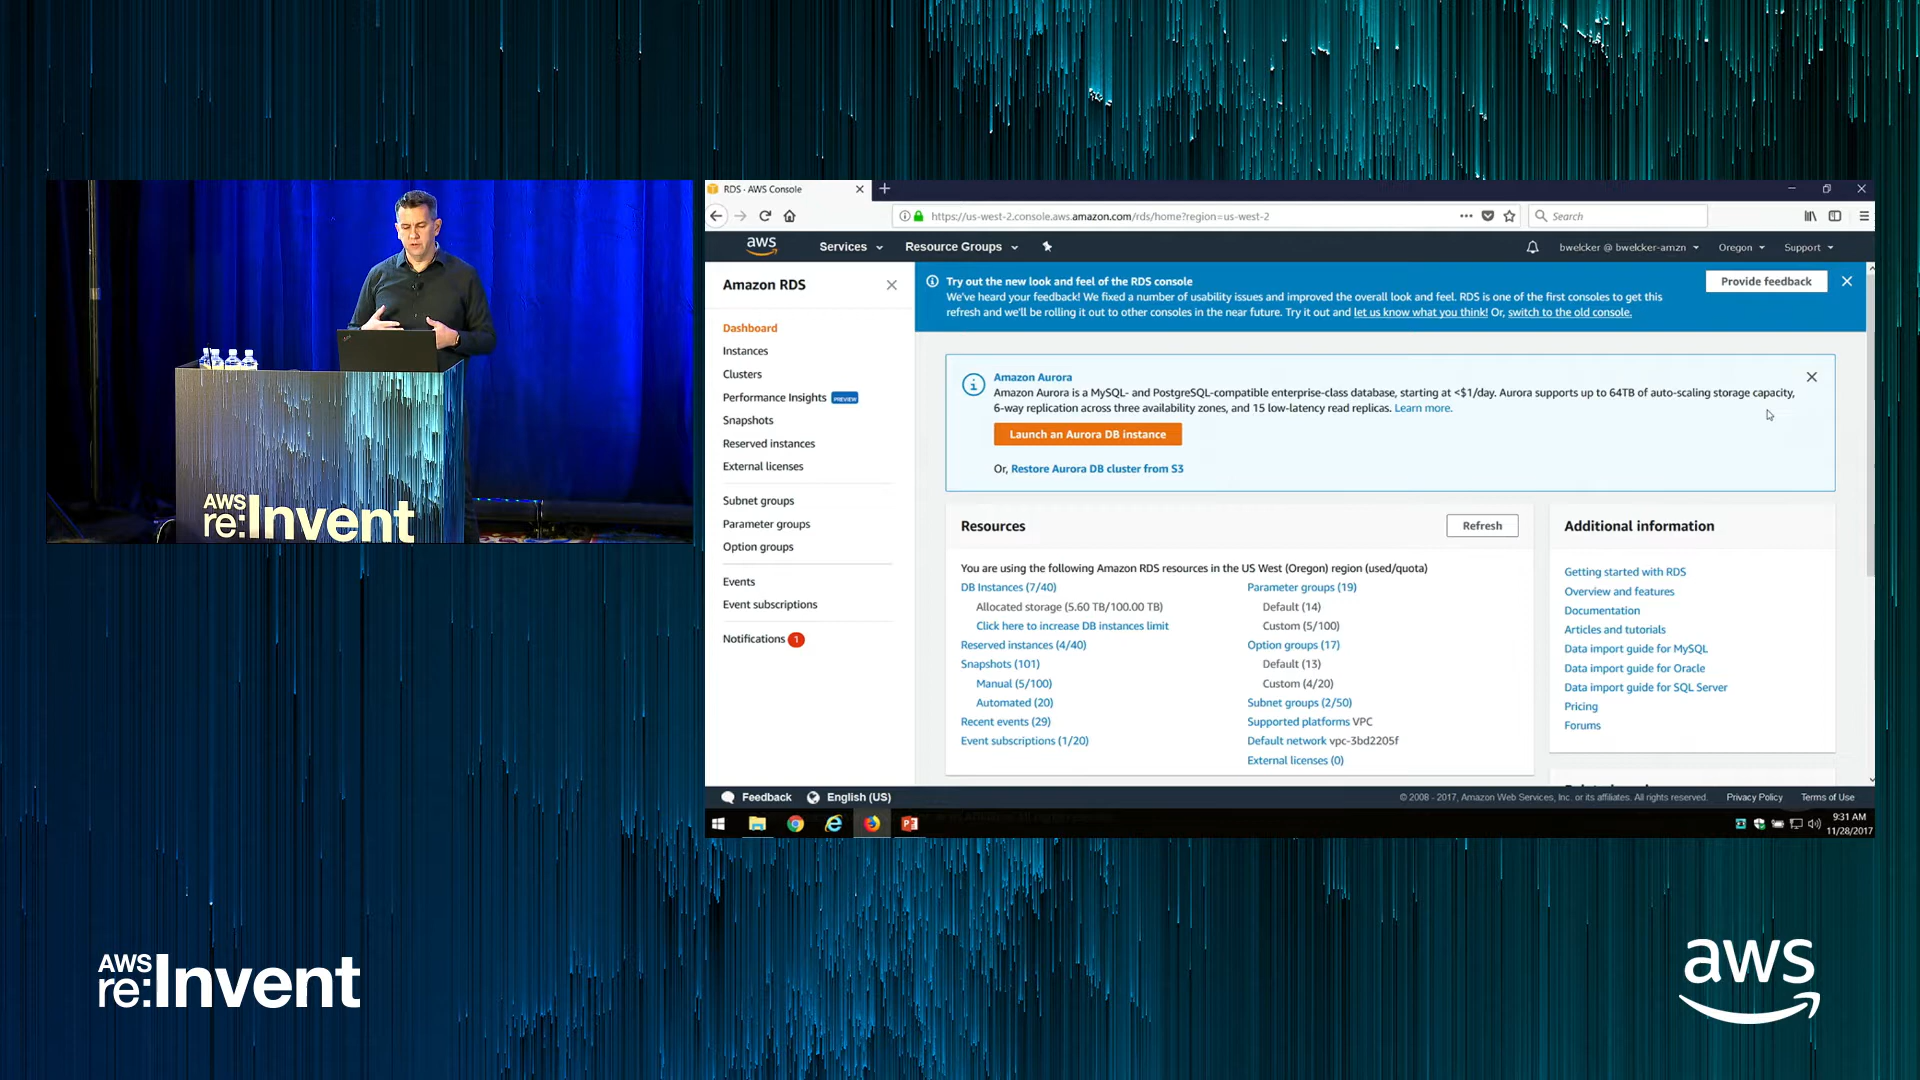 AWS
re:Invent
RDS - AWS Console
https://us-west-2.console.aws.amazon.com/rds/home?region=us-west-2
Search
aws
Services
Resource Groups
bwelcker @ bwelcker-amzn
Oregon
Support
Amazon RDS
Dashboard
Instances
Clusters
Performance Insights PREVIEW
Snapshots
Reserved instances
External licenses
Subnet groups
Parameter groups
Option groups
Events
Event subscriptions
Notifications 1
Try out the new look and feel of the RDS console
We've heard your feedback! We fixed a number of usability issues and improved the overall look and feel. RDS is one of the first consoles to get this
refresh and we'll be rolling it out to other consoles in the near future. Try it out and let us know what you think! Or, switch to the old console.
Provide feedback
Amazon Aurora
Amazon Aurora is a MySQL- and PostgreSQL-compatible enterprise-class database, starting at <$1/day. Aurora supports up to 64TB of auto-scaling storage capacity,
6-way replication across three availability zones, and 15 low-latency read replicas. Learn more.
Launch an Aurora DB instance
Or, Restore Aurora DB cluster from S3
Resources
Refresh
You are using the following Amazon RDS resources in the US West (Oregon) region (used/quota)
DB Instances (7/40)
Allocated storage (5.60 TB/100.00 TB)
Click here to increase DB instances limit
Reserved instances (4/40)
Snapshots (101)
Manual (5/100)
Automated (20)
Recent events (29)
Event subscriptions (1/20)
Parameter groups (19)
Default (14)
Custom (5/100)
Option groups (17)
Default (13)
Custom (4/20)
Subnet groups (2/50)
Supported platforms VPC
Default network vpc-3bd2205f
External licenses (0)
Additional information
Getting started with RDS
Overview and features
Documentation
Articles and tutorials
Data import guide for MySQL
Data import guide for Oracle
Data import guide for SQL Server
Pricing
Forums
Feedback
English (US)
© 2008 - 2017, Amazon Web Services, Inc. or its affiliates. All rights reserved.
Privacy Policy
Terms of Use
9:31 AM
11/28/2017
AWS
re:Invent
aws